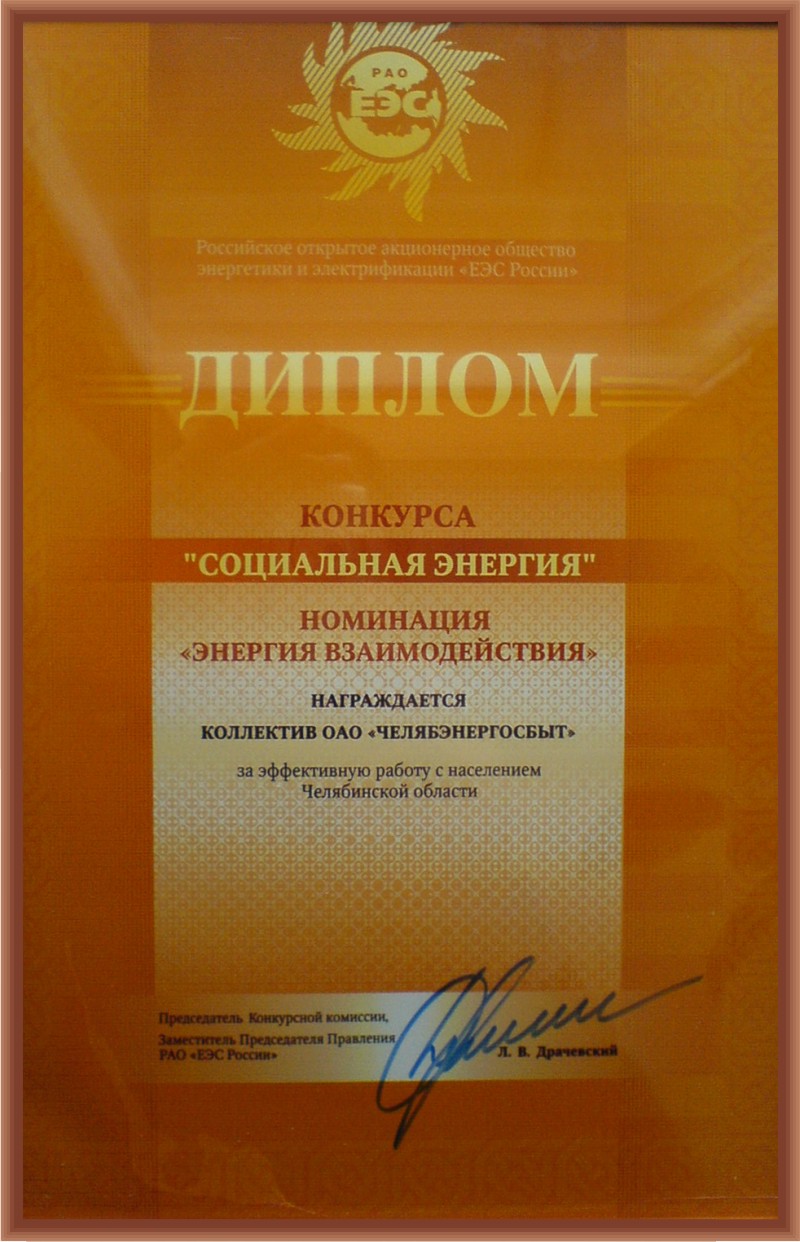 РАО
ЕЭС
Российское открытое акционерное общество
энергетики и электрификации «ЕЭС России»
ДИПЛОМ
КОНКУРСА
"СОЦИАЛЬНАЯ ЭНЕРГИЯ"
НОМИНАЦИЯ
«ЭНЕРГИЯ ВЗАИМОДЕЙСТВИЯ»
НАГРАЖДАЕТСЯ
КОЛЛЕКТИВ ОАО «ЧЕЛЯБЭНЕРГОСБЫТ»
за эффективную работу с населением
Челябинской области
Председатель Конкурсной комиссии,
Заместитель Председателя Правления
РАО «ЕЭС России»
Л. В. Драчевский